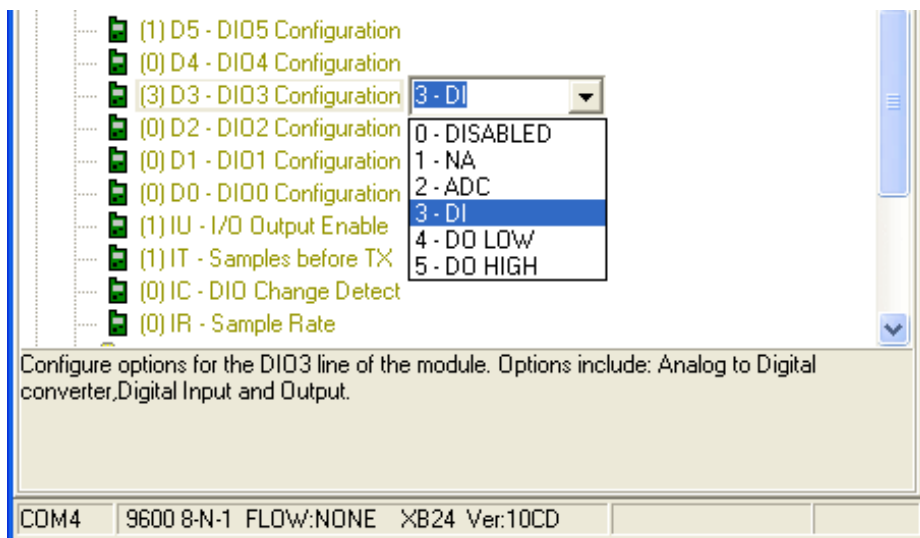 (1) D5 - DIO5 Configuration
(0) D4 - DIO4 Configuration
(3) D3 - DIO3 Configuration 3 - DI
(0) D2 - DIO2 Configuration
(0) D1 - DIO1 Configuration
(0) D0 - DIO0 Configuration
(1) IU - I/O Output Enable
(1) IT - Samples before TX
(0) IC - DIO Change Detect
(0) IR - Sample Rate
0 - DISABLED
1 - NA
2 - ADC
3 - DI
4 - DO LOW
5 - DO HIGH
Configure options for the DIO3 line of the module. Options include: Analog to Digital
converter,Digital Input and Output.
COM4 9600 8-N-1 FLOW:NONE XB24 Ver:10CD